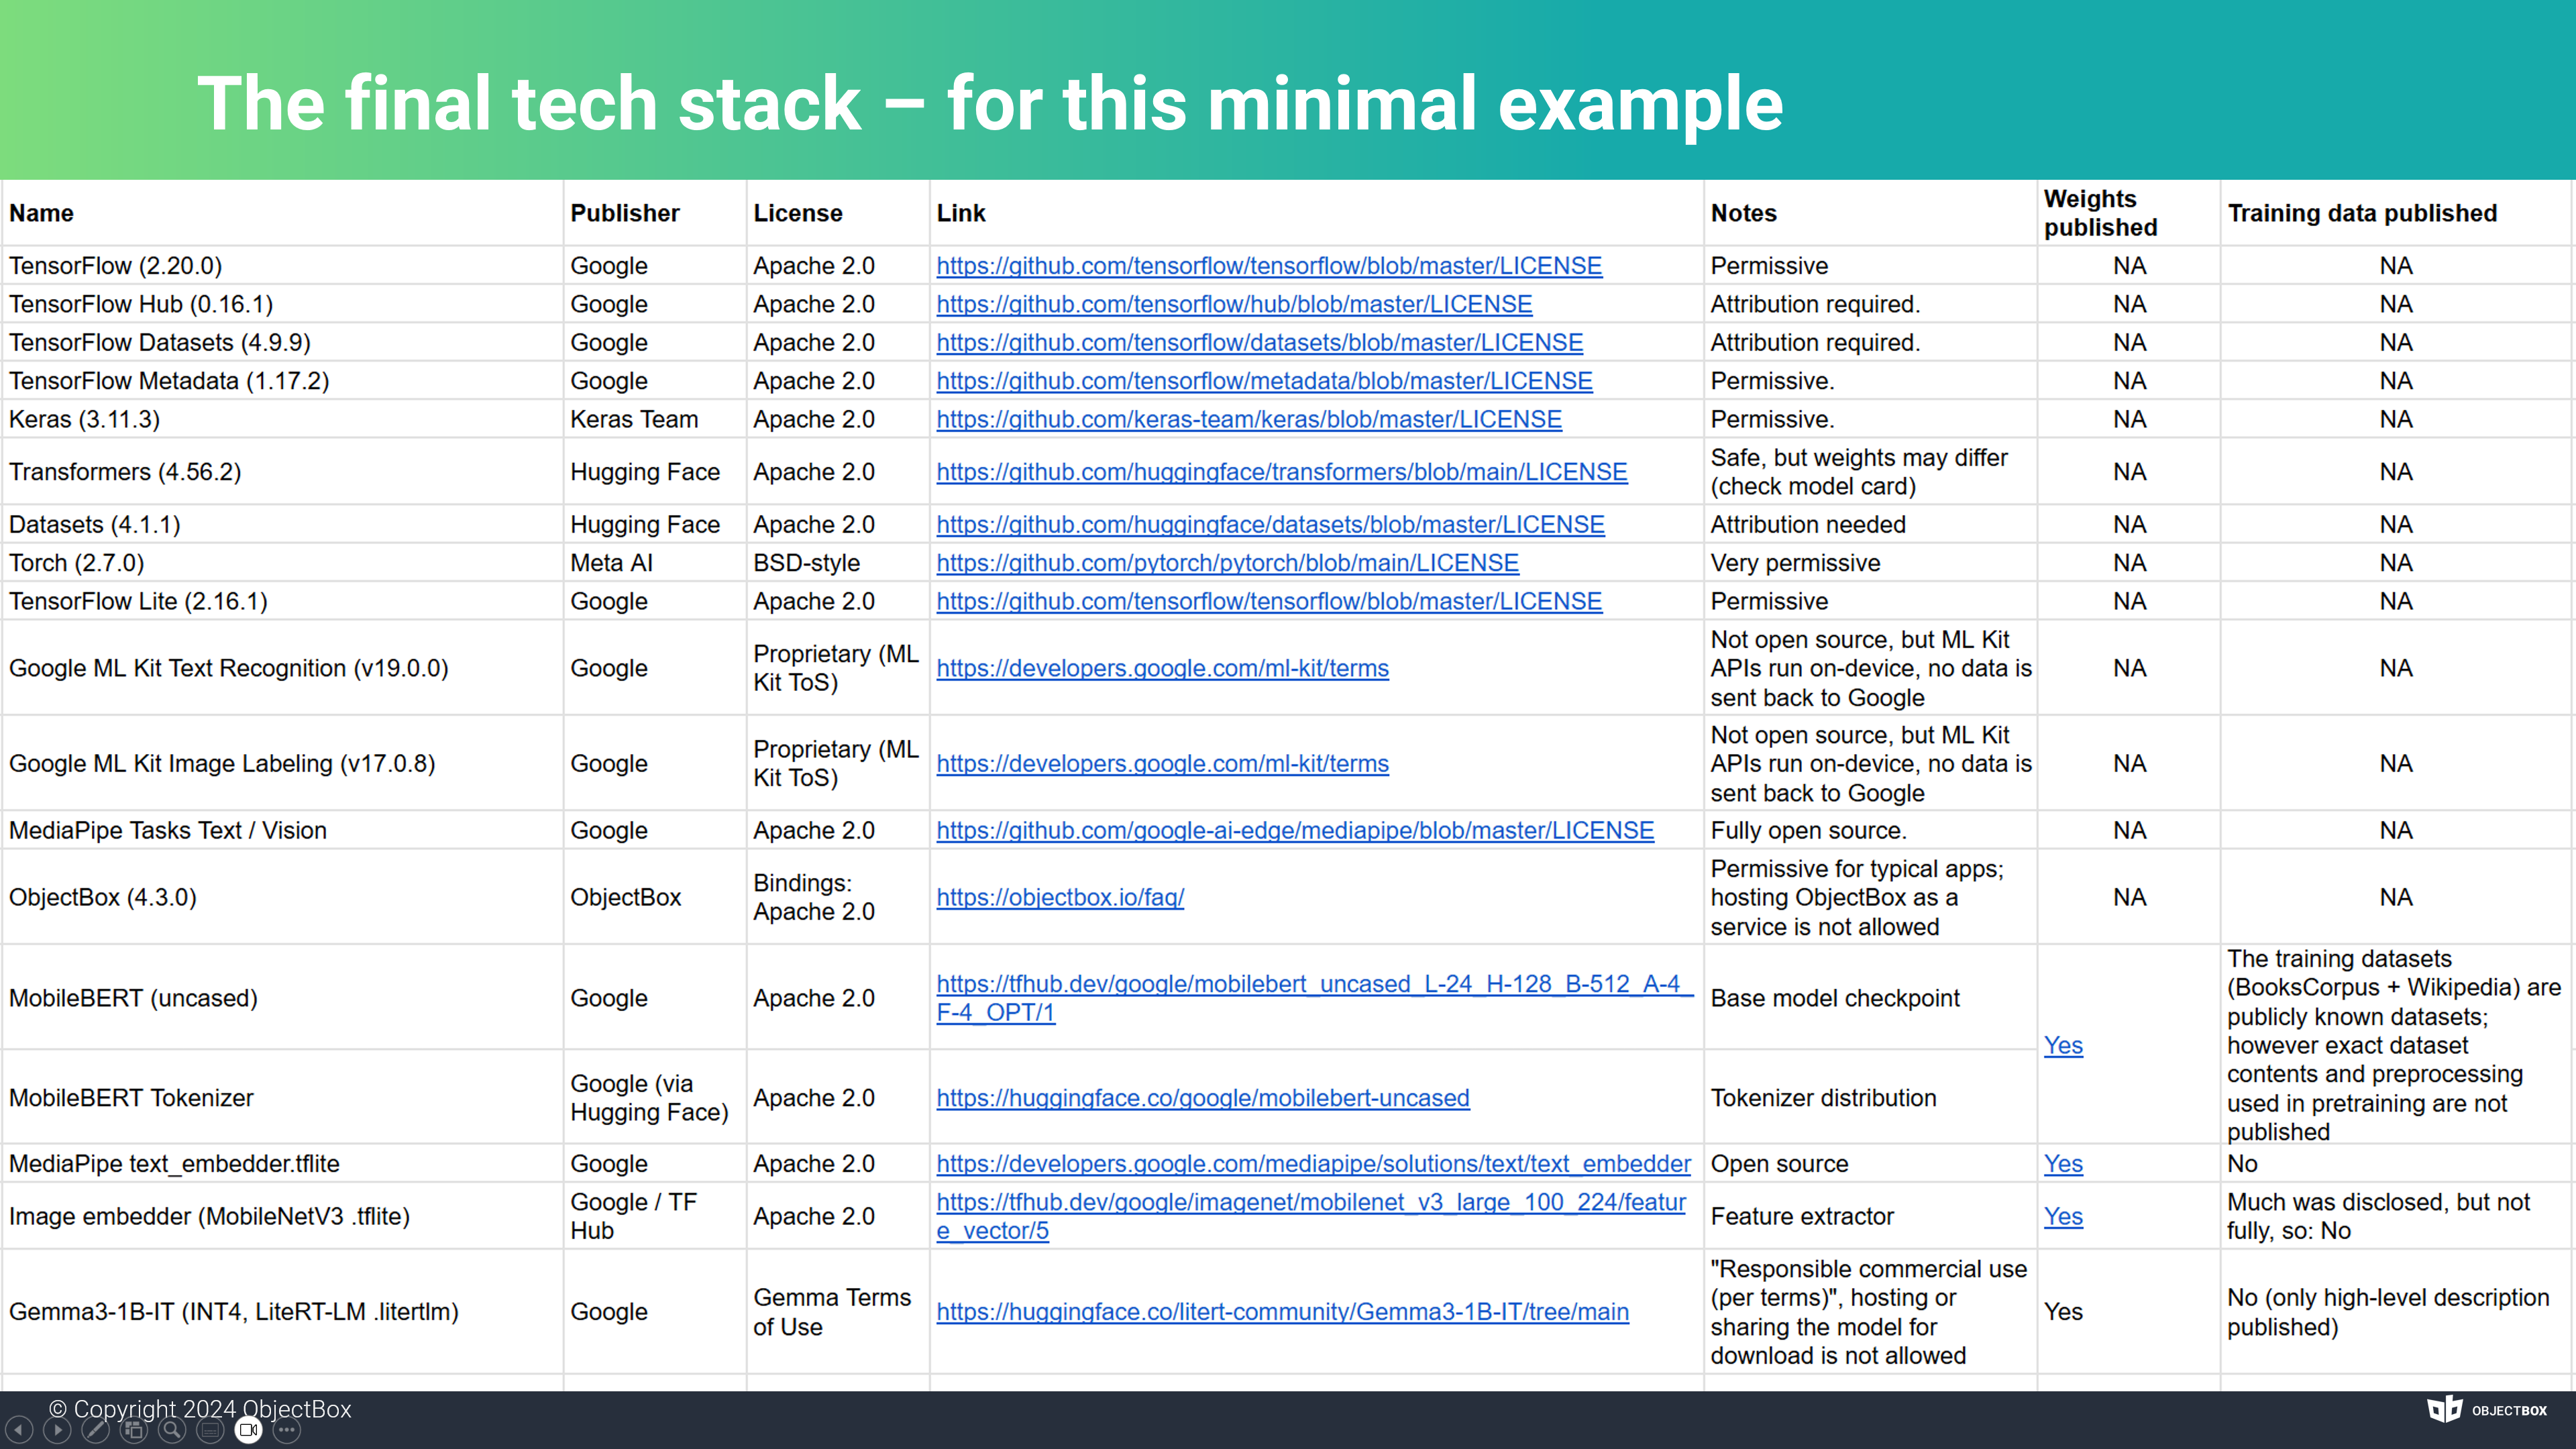 The final tech stack – for this minimal example
Name Publisher License Link Notes Weights published Training data published
TensorFlow (2.20.0) Google Apache 2.0 https://github.com/tensorflow/tensorflow/blob/master/LICENSE Permissive NA NA
TensorFlow Hub (0.16.1) Google Apache 2.0 https://github.com/tensorflow/hub/blob/master/LICENSE Attribution required. NA NA
TensorFlow Datasets (4.9.9) Google Apache 2.0 https://github.com/tensorflow/datasets/blob/master/LICENSE Attribution required. NA NA
TensorFlow Metadata (1.17.2) Google Apache 2.0 https://github.com/tensorflow/metadata/blob/master/LICENSE Permissive. NA NA
Keras (3.11.3) Keras Team Apache 2.0 https://github.com/keras-team/keras/blob/master/LICENSE Permissive. NA NA
Transformers (4.56.2) Hugging Face Apache 2.0 https://github.com/huggingface/transformers/blob/main/LICENSE Safe, but weights may differ (check model card) NA NA
Datasets (4.1.1) Hugging Face Apache 2.0 https://github.com/huggingface/datasets/blob/master/LICENSE Attribution needed NA NA
Torch (2.7.0) Meta AI BSD-style https://github.com/pytorch/pytorch/blob/main/LICENSE Very permissive NA NA
TensorFlow Lite (2.16.1) Google Apache 2.0 https://github.com/tensorflow/tensorflow/blob/master/LICENSE Permissive NA NA
Google ML Kit Text Recognition (v19.0.0) Google Proprietary (ML Kit ToS) https://developers.google.com/ml-kit/terms Not open source, but ML Kit APIs run on-device, no data is sent back to Google NA NA
Google ML Kit Image Labeling (v17.0.8) Google Proprietary (ML Kit ToS) https://developers.google.com/ml-kit/terms Not open source, but ML Kit APIs run on-device, no data is sent back to Google NA NA
MediaPipe Tasks Text / Vision Google Apache 2.0 https://github.com/google-ai-edge/mediapipe/blob/master/LICENSE Fully open source. NA NA
ObjectBox (4.3.0) ObjectBox Bindings: Apache 2.0 https://objectbox.io/faq/ Permissive for typical apps; hosting ObjectBox as a service is not allowed NA NA
MobileBERT (uncased) Google Apache 2.0 https://tfhub.dev/google/mobilebert_uncased_L-24_H-128_B-512_A-4_F-4_OPT/1 Base model checkpoint Yes The training datasets (BooksCorpus + Wikipedia) are publicly known datasets; however exact dataset contents and preprocessing used in pretraining are not published
MobileBERT Tokenizer Google (via Hugging Face) Apache 2.0 https://huggingface.co/google/mobilebert-uncased Tokenizer distribution
MediaPipe text_embedder.tflite Google Apache 2.0 https://developers.google.com/mediapipe/solutions/text/text_embedder Open source Yes No
Image embedder (MobileNetV3 .tflite) Google / TF Hub Apache 2.0 https://tfhub.dev/google/imagenet/mobilenet_v3_large_100_224/feature_vector/5 Feature extractor Yes Much was disclosed, but not fully, so: No
Gemma3-1B-IT (INT4, LiteRT-LM .litertlm) Google Gemma Terms of Use https://huggingface.co/litert-community/Gemma3-1B-IT/tree/main "Responsible commercial use (per terms)", hosting or sharing the model for download is not allowed Yes No (only high-level description published)
© Copyright 2024 ObjectBox
OBJECTBOX